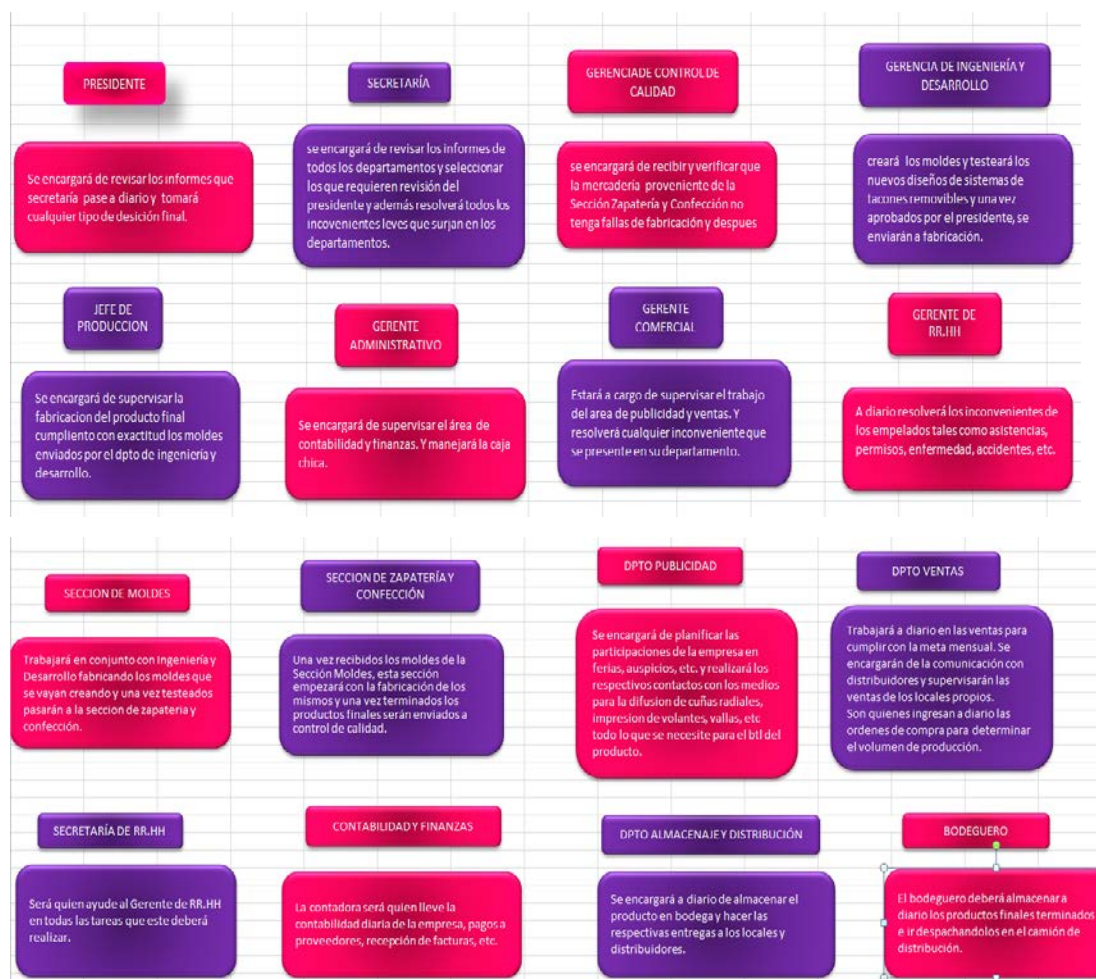 PRESIDENTE
Se encargará de revisar los informes que
secretaría pase a diario y tomará
cualquier tipo de desición final.
SECRETARÍA
se encargará de revisar los informes de
todos los departamentos y seleccionar
los que requieren revisión del
presidente y además resolverá todos los
incovenientes leves que surjan en los
departamentos.
GERENCIA DE CONTROL DE
CALIDAD
se encargará de recibir y verificar que
la mercadería proveniente de la
Sección Zapatería y Confección no
tenga fallas de fabricación y despues
GERENCIA DE INGENIERÍA Y
DESARROLLO
creará los moldes y testeará los
nuevos diseños de sistemas de
tacones removibles y una vez
aprobados por el presidente, se
enviarán a fabricación.
JEFE DE
PRODUCCION
Se encargará de supervisar la
fabricacion del producto final
cumpliento con exactitud los moldes
enviados por el dpto de ingeniería y
desarrollo.
GERENTE
ADMINISTRATIVO
Se encargará de supervisar el área de
contabilidad y finanzas. Y manejará la caja
chica.
GERENTE
COMERCIAL
Estará a cargo de supervisar el trabajo
del area de publicidad y ventas. Y
resolverá cualquier inconveniente que
se presente en su departamento.
GERENTE DE
RR.HH
A diario resolverá los inconvenientes de
los empelados tales como asistencias,
permisos, enfermedad, accidentes, etc.
SECCION DE MOLDES
Trabajará en conjunto con Ingeniería y
Desarrollo fabricando los moldes que
se vayan creando y una vez testeados
pasarán a la seccion de zapateria y
confección.
SECCION DE ZAPATERÍA Y
CONFECCIÓN
Una vez recibidos los moldes de la
Sección Moldes, esta sección
empezará con la fabricación de los
mismos y una vez terminados los
productos finales serán enviados a
control de calidad.
DPTO PUBLICIDAD
Se encargará de planificar las
participaciones de la empresa en
ferias, auspicios, etc. y realizará los
respectivos contactos con los medios
para la difusion de cuñas radiales,
impresion de volantes, vallas, etc
todo lo que se necesite para el btl del
producto.
DPTO VENTAS
Trabajará a diario en las ventas para
cumplir con la meta mensual. Se
encargarán de la comunicación con
distribuidores y supervisarán las
ventas de los locales propios.
Son quienes ingresan a diario las
ordenes de compra para determinar
el volumen de producción.
SECRETARÍA DE RR.HH
Será quien ayude al Gerente de RR.HH
en todas las tareas que este deberá
realizar.
CONTABILIDAD Y FINANZAS
La contadora será quien lleve la
contabilidad diaria de la empresa, pagos a
proveedores, recepción de facturas, etc.
DPTO ALMACENAJE Y DISTRIBUCIÓN
Se encargará a diario de almacenar el
producto en bodega y hacer las
respectivas entregas a los locales y
distribuidores.
BODEGUERO
El bodeguero deberá almacenar a
diario los productos finales terminados
e ir despachandolos en el camión de
distribución.